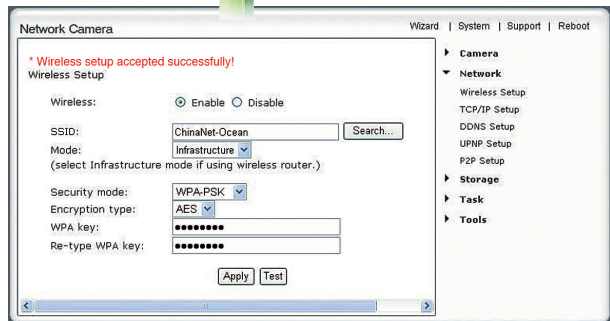 Network Camera
Wizard | System | Support | Reboot
* Wireless setup accepted successfully!
Wireless Setup
Wireless: Enable Disable
SSID: ChinaNet-Ocean Search...
Mode: Infrastructure
(select Infrastructure mode if using wireless router.)
Security mode: WPA-PSK
Encryption type: AES
WPA key: ●●●●●●●●
Re-type WPA key: ●●●●●●●●
Apply Test
Camera
Network
Wireless Setup
TCP/IP Setup
DDNS Setup
UPNP Setup
P2P Setup
Storage
Task
Tools